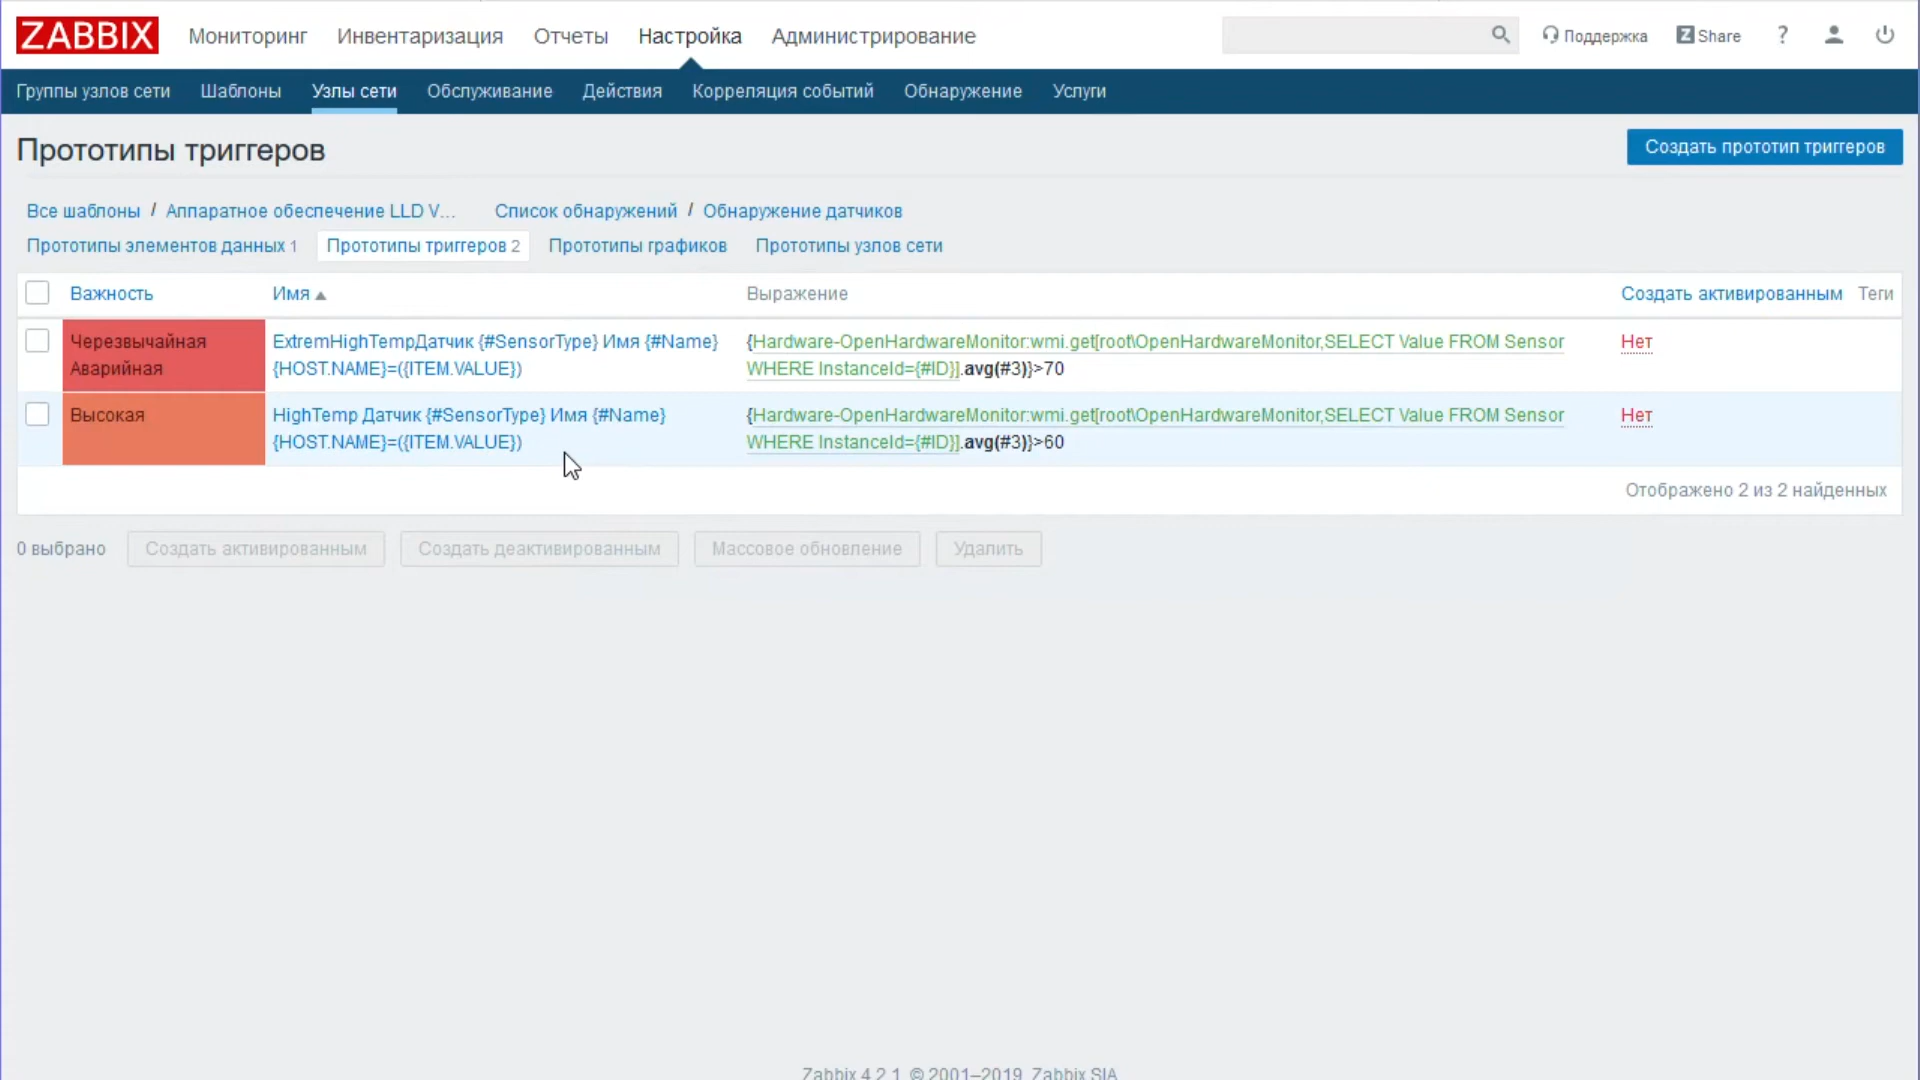 ZABBIX
Мониторинг Инвентаризация Отчеты Настройка Администрирование
Поддержка Z Share ?
Группы узлов сети Шаблоны Узлы сети Обслуживание Действия Корреляция событий Обнаружение Услуги
Прототипы триггеров
Создать прототип триггеров
Все шаблоны / Аппаратное обеспечение LLD V... Список обнаружений / Обнаружение датчиков
Прототипы элементов данных 1 Прототипы триггеров 2 Прототипы графиков Прототипы узлов сети
Важность Имя Выражение Создать активированным Теги
Черезвычайная
Аварийная
ExtremHighTempДатчик {#SensorType} Имя {#Name}
{HOST.NAME}=({ITEM.VALUE})
{Hardware-OpenHardwareMonitor:wmi.get[root\OpenHardwareMonitor,SELECT Value FROM Sensor
WHERE InstanceId={#ID}].avg(#3)}>70
Нет
Высокая
HighTemp Датчик {#SensorType} Имя {#Name}
{HOST.NAME}=({ITEM.VALUE})
{Hardware-OpenHardwareMonitor:wmi.get[root\OpenHardwareMonitor,SELECT Value FROM Sensor
WHERE InstanceId={#ID}].avg(#3)}>60
Нет
Отображено 2 из 2 найденных
0 выбрано Создать активированным Создать деактивированным Массовое обновление Удалить
Zabbix 4.2.1. © 2001–2019, Zabbix SIA